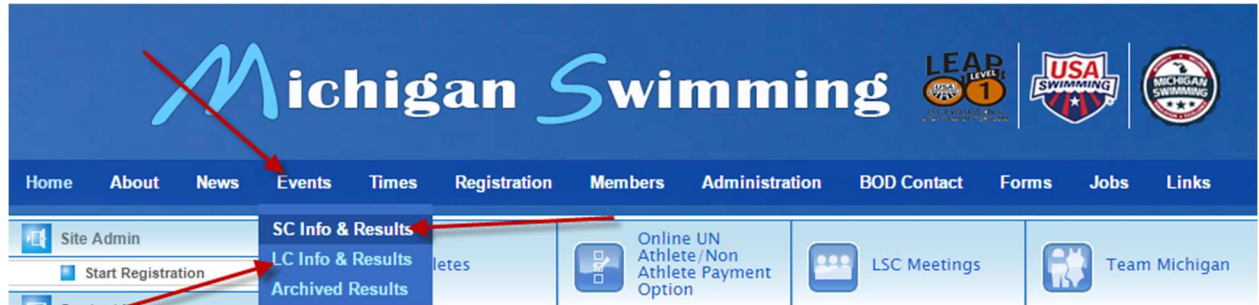 Michigan Swimming
LEAP
LEVEL
1
USA
SWIMMING
MICHIGAN
SWIMMING
Home About News Events Times Registration Members Administration BOD Contact Forms Jobs Links
Site Admin
Start Registration
SC Info & Results
LC Info & Results
Archived Results
letes
Online UN
Athlete/Non
Athlete Payment
Option
LSC Meetings
Team Michigan